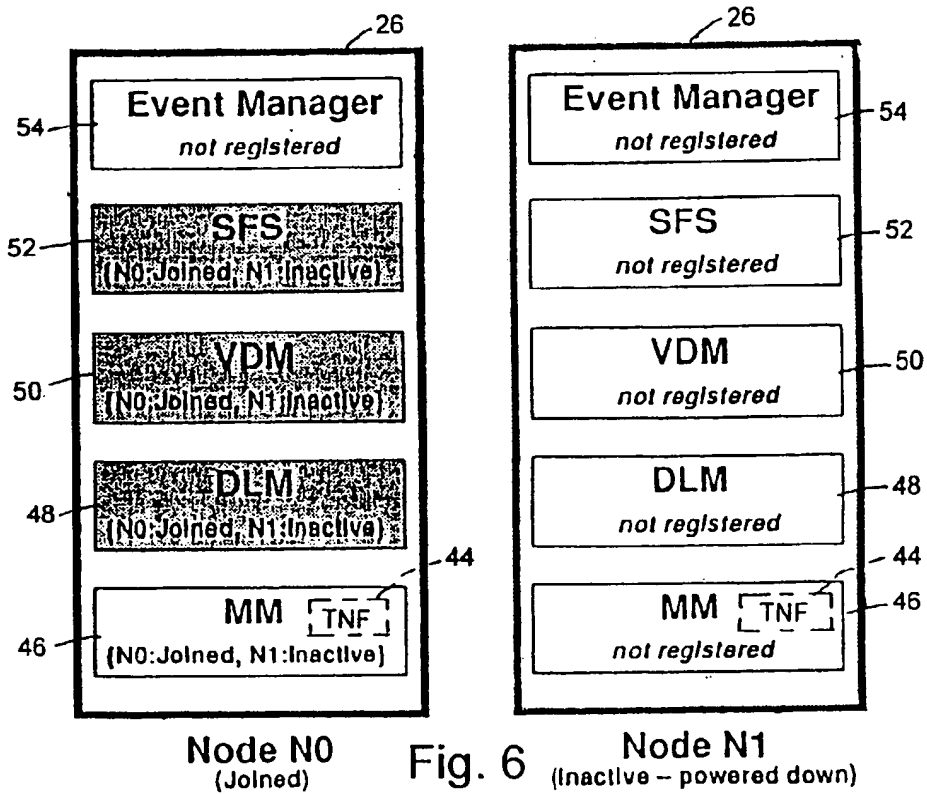 26
Event Manager
not registered
54
SFS
(N0:Joined, N1:Inactive)
52
VDM
(N0:Joined, N1:Inactive)
50
DLM
(N0:Joined, N1:Inactive)
48
44
MM
TNF
(N0:Joined, N1:Inactive)
46
Node N0
(Joined)
26
Event Manager
not registered
54
SFS
not registered
52
VDM
not registered
50
DLM
not registered
48
44
MM
TNF
not registered
46
Node N1
(Inactive – powered down)
Fig. 6